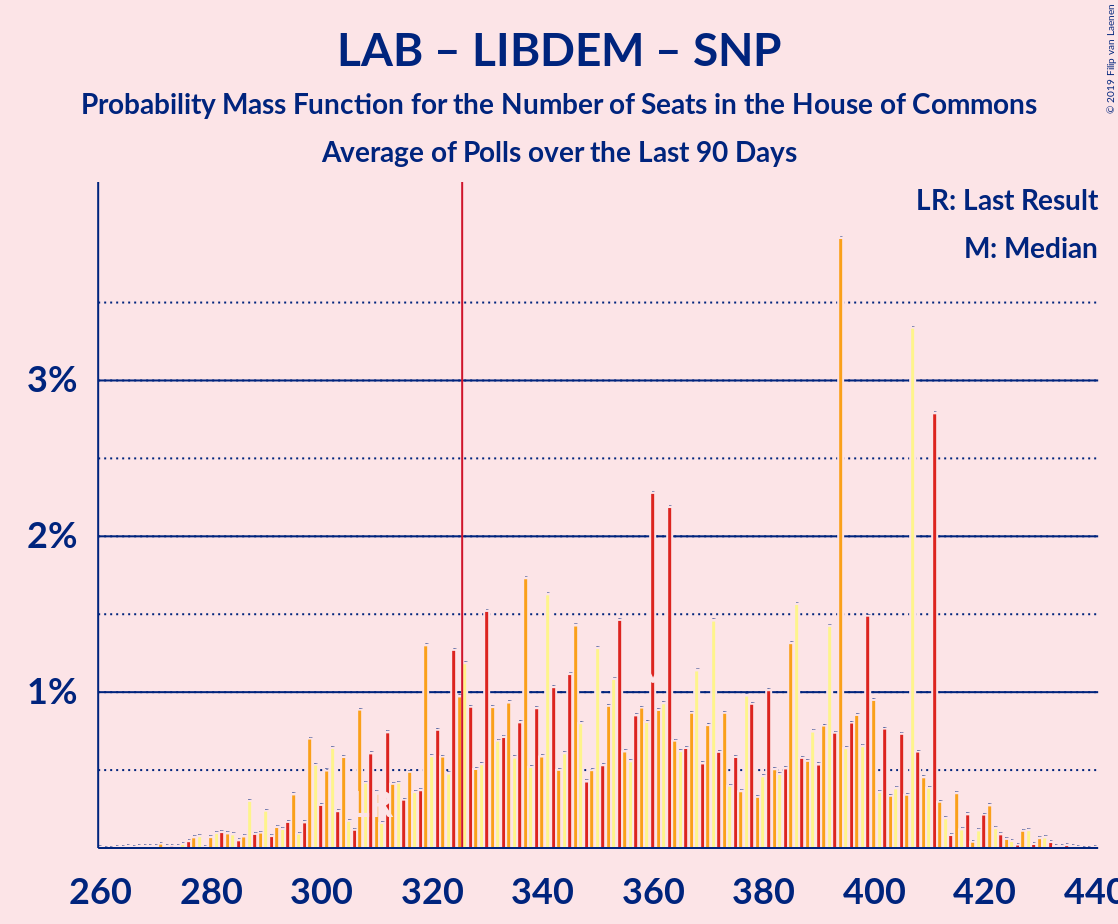 LAB – LIBDEM – SNP
Probability Mass Function for the Number of Seats in the House of Commons
Average of Polls over the Last 90 Days
© 2019 Filip van Laenen
LR: Last Result
M: Median
3%
2%
1%
LR
M
260 280 300 320 340 360 380 400 420 440